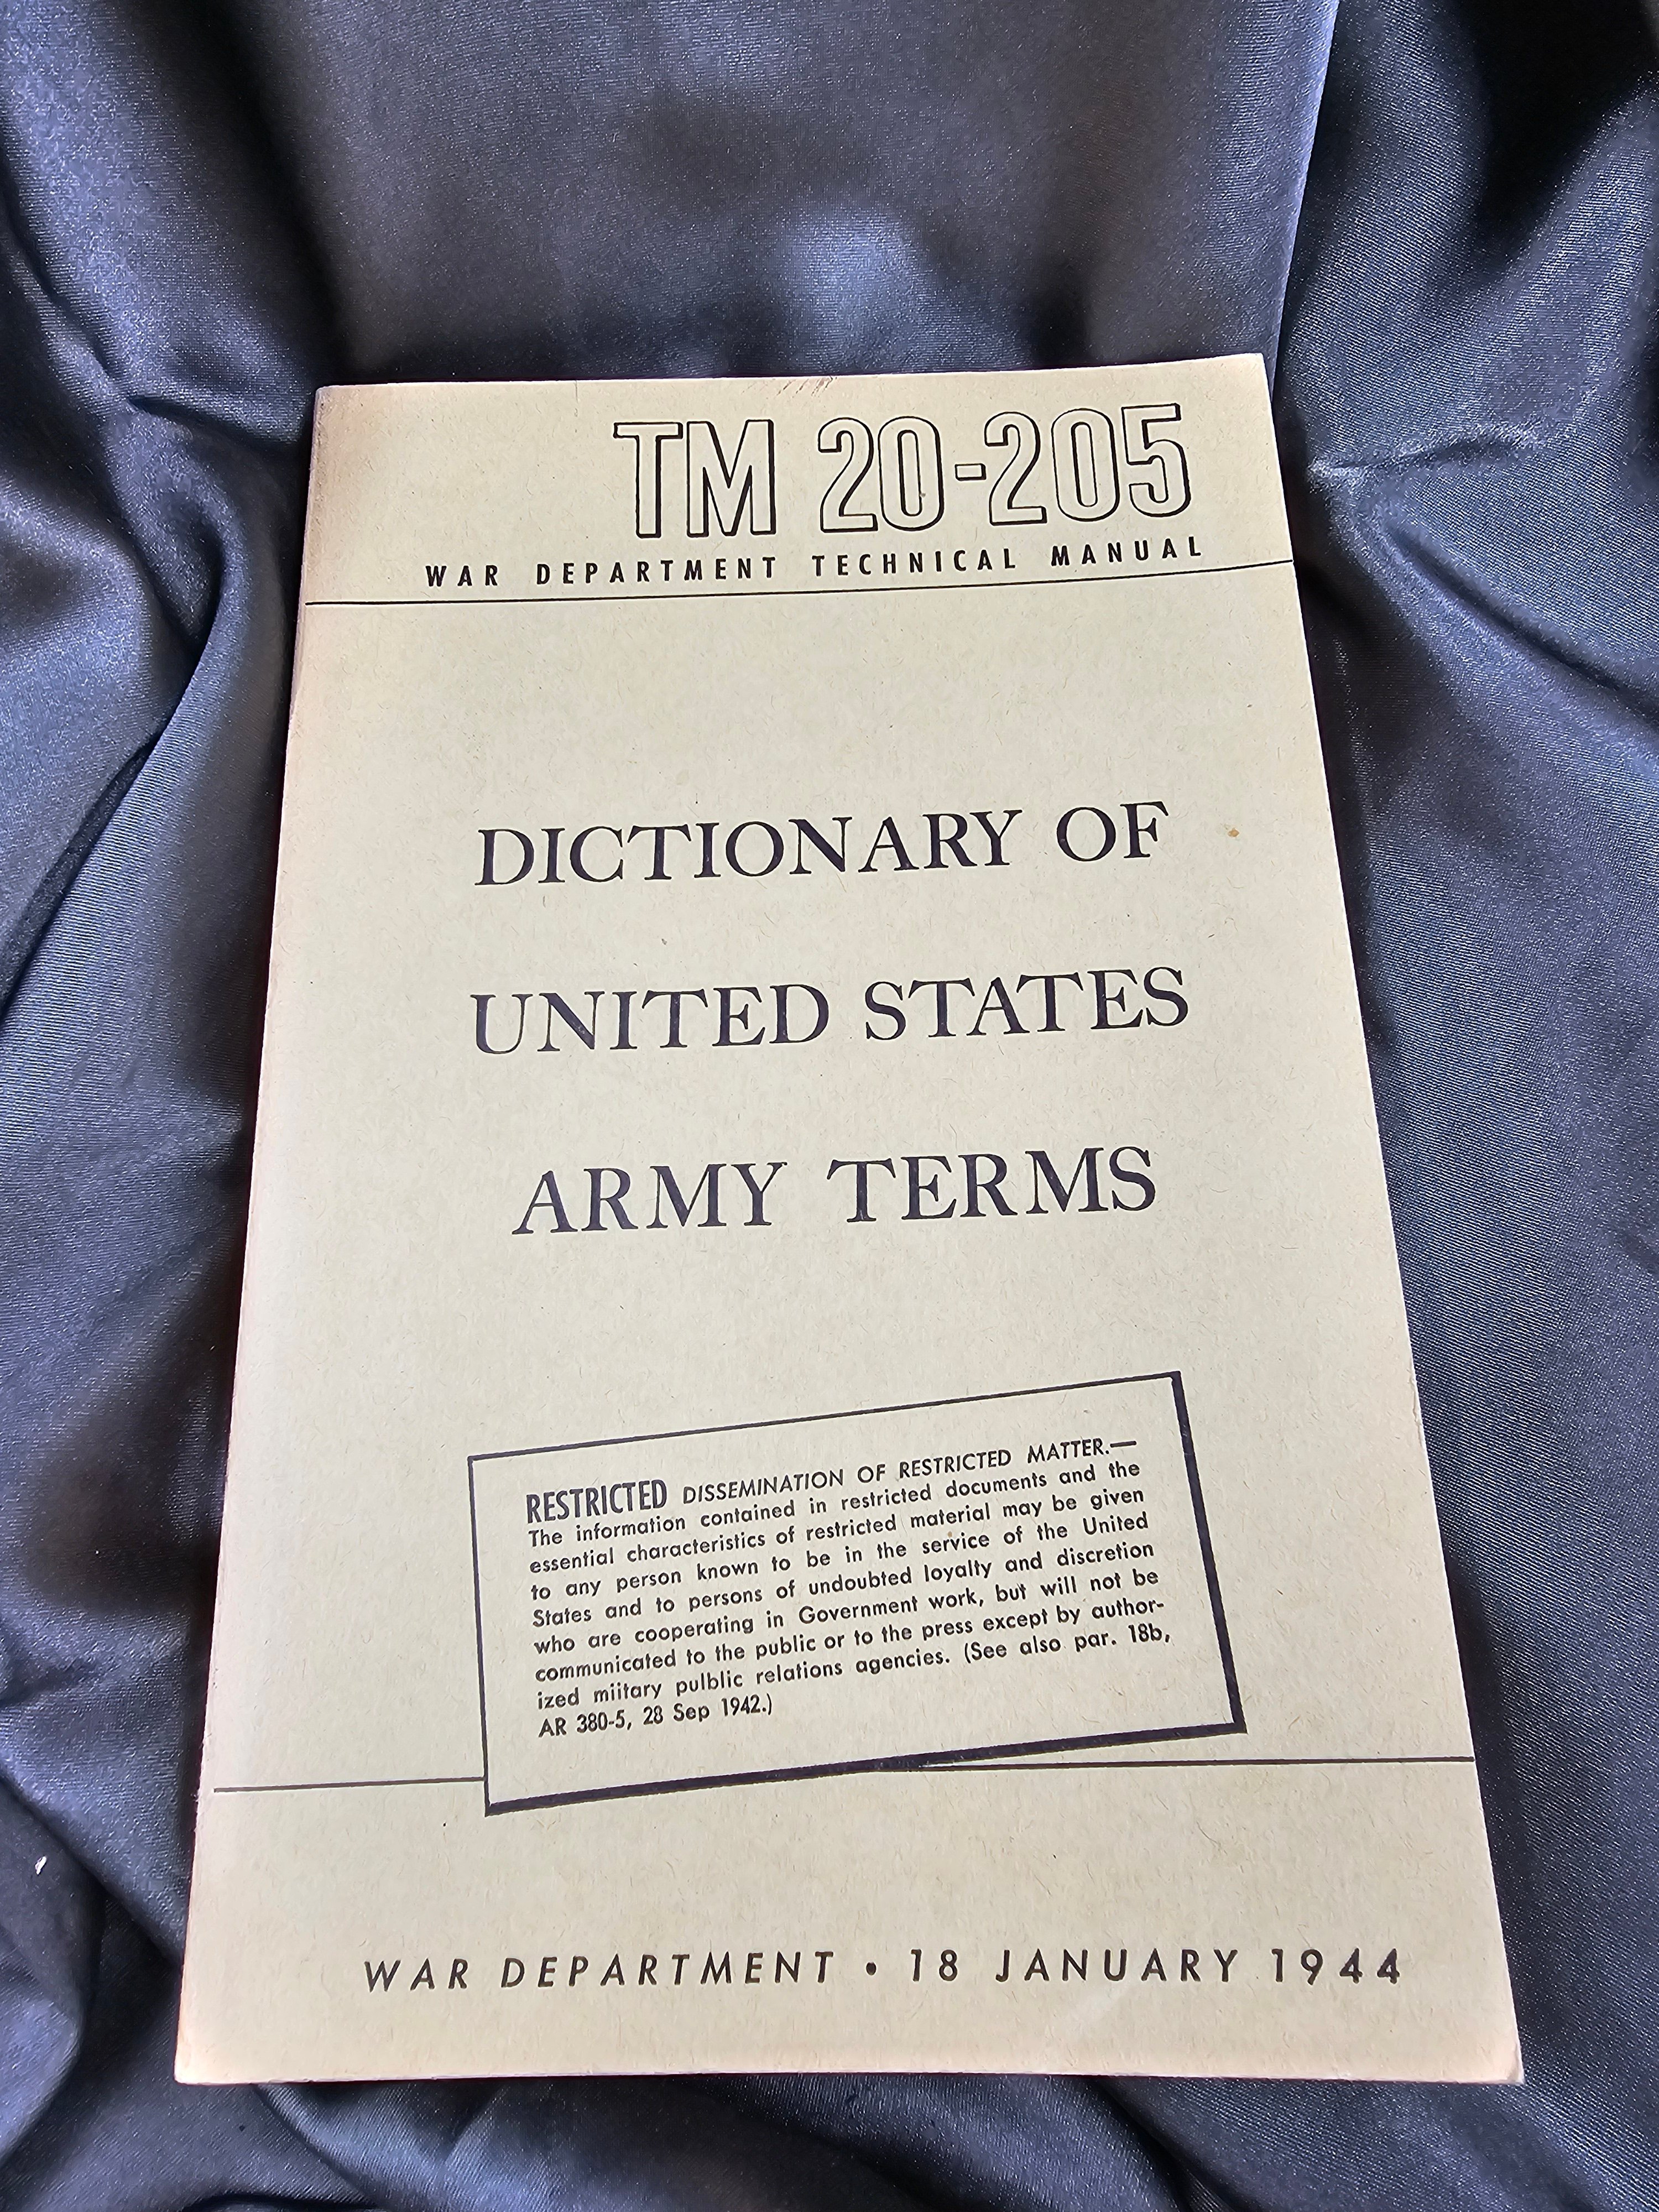 TM 20-205
WAR DEPARTMENT TECHNICAL MANUAL
DICTIONARY OF
UNITED STATES
ARMY TERMS
RESTRICTED DISSEMINATION OF RESTRICTED MATTER.—
The information contained in restricted documents and the
essential characteristics of restricted material may be given
to any person known to be in the service of the United
States and to persons of undoubted loyalty and discretion
who are cooperating in Government work, but will not be
communicated to the public or to the press except by author-
ized miitary pulblic relations agencies. (See also par. 18b,
AR 380-5, 28 Sep 1942.)
WAR DEPARTMENT • 18 JANUARY 1944